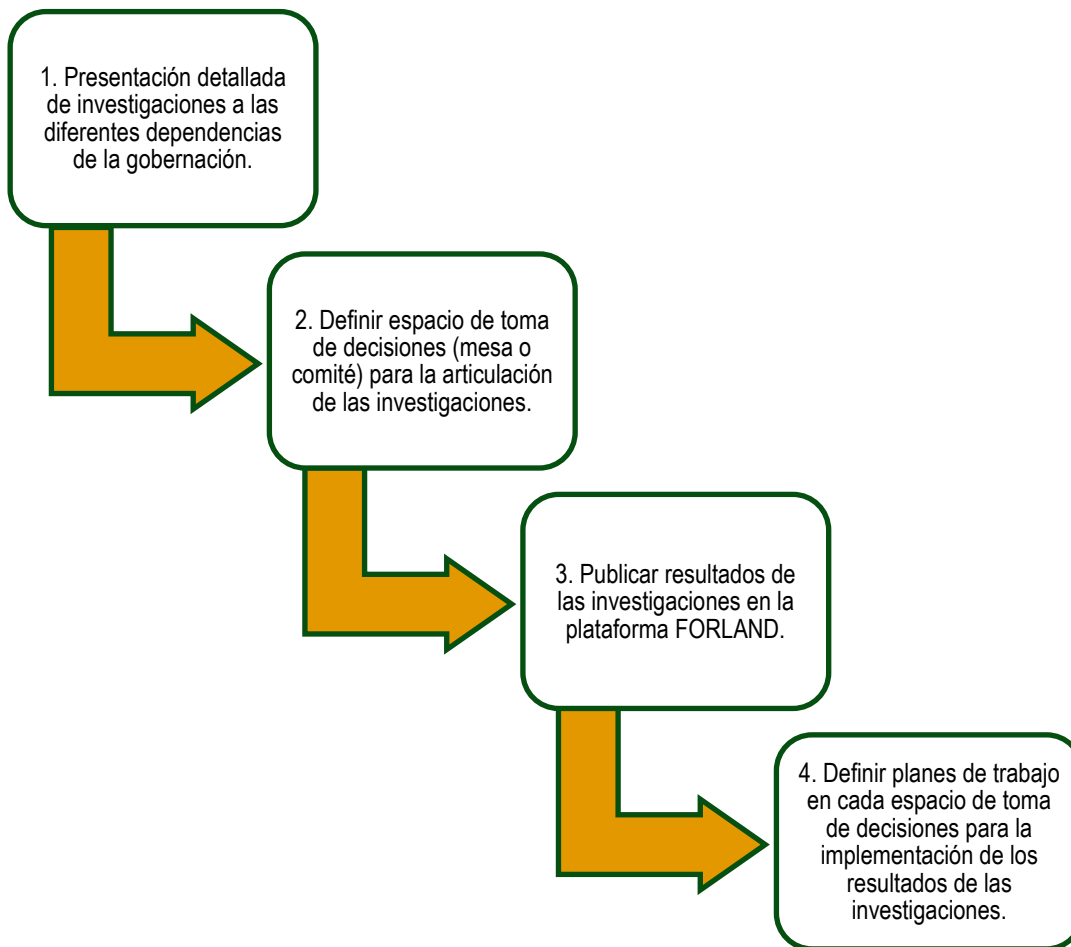 1. Presentación detallada
de investigaciones a las
diferentes dependencias
de la gobernación.
2. Definir espacio de toma
de decisiones (mesa o
comité) para la articulación
de las investigaciones.
3. Publicar resultados de
las investigaciones en la
plataforma FORLAND.
4. Definir planes de trabajo
en cada espacio de toma
de decisiones para la
implementación de los
resultados de las
investigaciones.